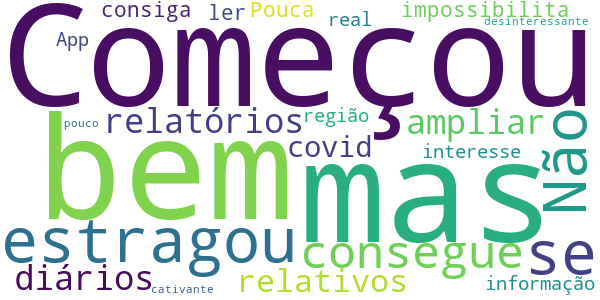 consiga ler Pouca impossibilita
real desinteressante
App
Começou
relatórios região ampliar
pouco
covid interesse Não
bem mas
estragou consegue se
diários relativos informação
cativante